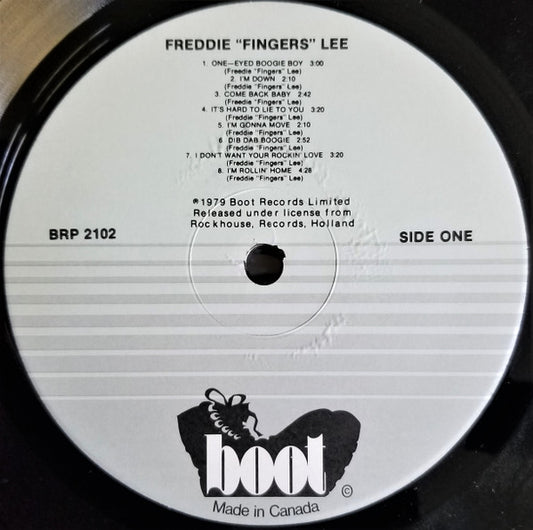 FREDDIE "FINGERS" LEE
1. ONE—EYED BOOGIE BOY 3:00
(Freedie "Fingers" Lee)
2. I'M DOWN 2:10
(Freddie "Fingers" Lee)
3. COME BACK BABY 2:42
(Freddie "Fingers" Lee)
4. IT'S HARD TO LIE TO YOU 3:20
(Freddie "Fingers" Lee)
5. I'M GONNA MOVE 2:10
(Freddie "Fingers" Lee)
6. DIB DAB BOOGIE 2:52
(Freddie "Fingers" Lee)
7. I DON'T WANT YOUR ROCKIN' LOVE 3:20
(Freddie "Fingers" Lee)
8. I'M ROLLIN' HOME 4:28
(Freddie "Fingers" Lee)
℗1979 Boot Records Limited
Released under license from
Rockhouse, Records, Holland
BRP 2102
SIDE ONE
boot
©
Made in Canada